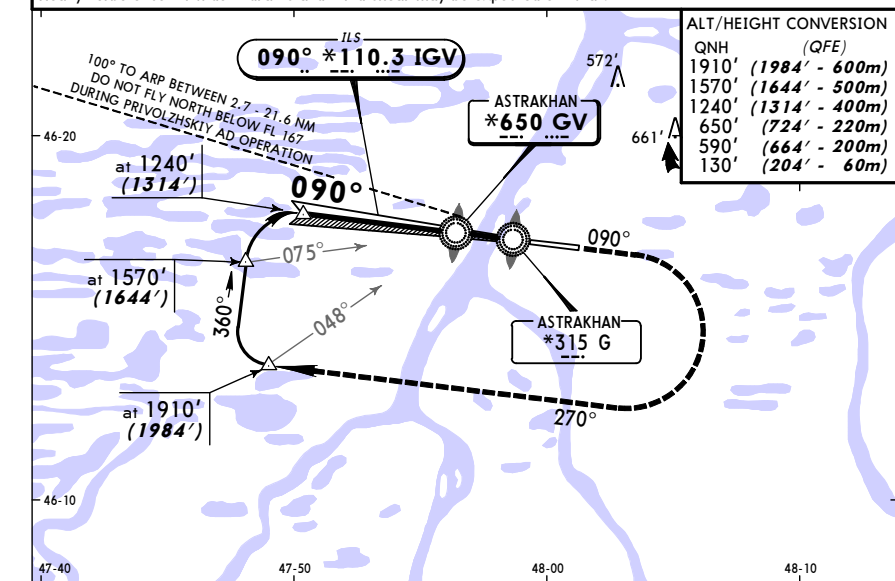 ILS
090° *110.3 IGV
ASTRAKHAN
*650 GV
572'
661'
ALT/HEIGHT CONVERSION
QNH (QFE)
1910' (1984' - 600m)
1570' (1644' - 500m)
1240' (1314' - 400m)
650' (724' - 220m)
590' (664' - 200m)
130' (204' - 60m)
100° TO ARP BETWEEN 2.7 - 21.6 NM
DO NOT FLY NORTH BELOW FL 167
DURING PRIVOLZHSKIY AD OPERATION
46-20
at 1240'
(1314')
090°
075°
090°
at 1570'
(1644')
360°
048°
ASTRAKHAN
*315 G
at 1910'
(1984')
270°
46-10
47-40
47-50
48-00
48-10